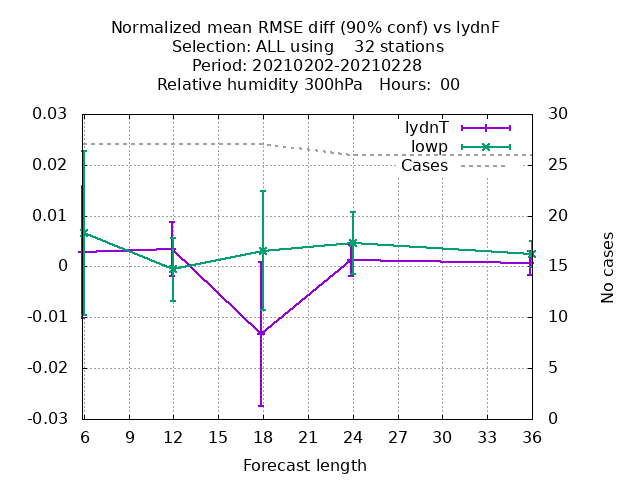 Normalized mean RMSE diff (90% conf) vs lydnF
Selection: ALL using    32 stations
Period: 20210202-20210228
Relative humidity 300hPa   Hours:  00
0.03
0.02
0.01
0
-0.01
-0.02
-0.03
30
25
20
15
10
5
0
lydnT
lowp
Cases
No cases
6 9 12 15 18 21 24 27 30 33 36
Forecast length